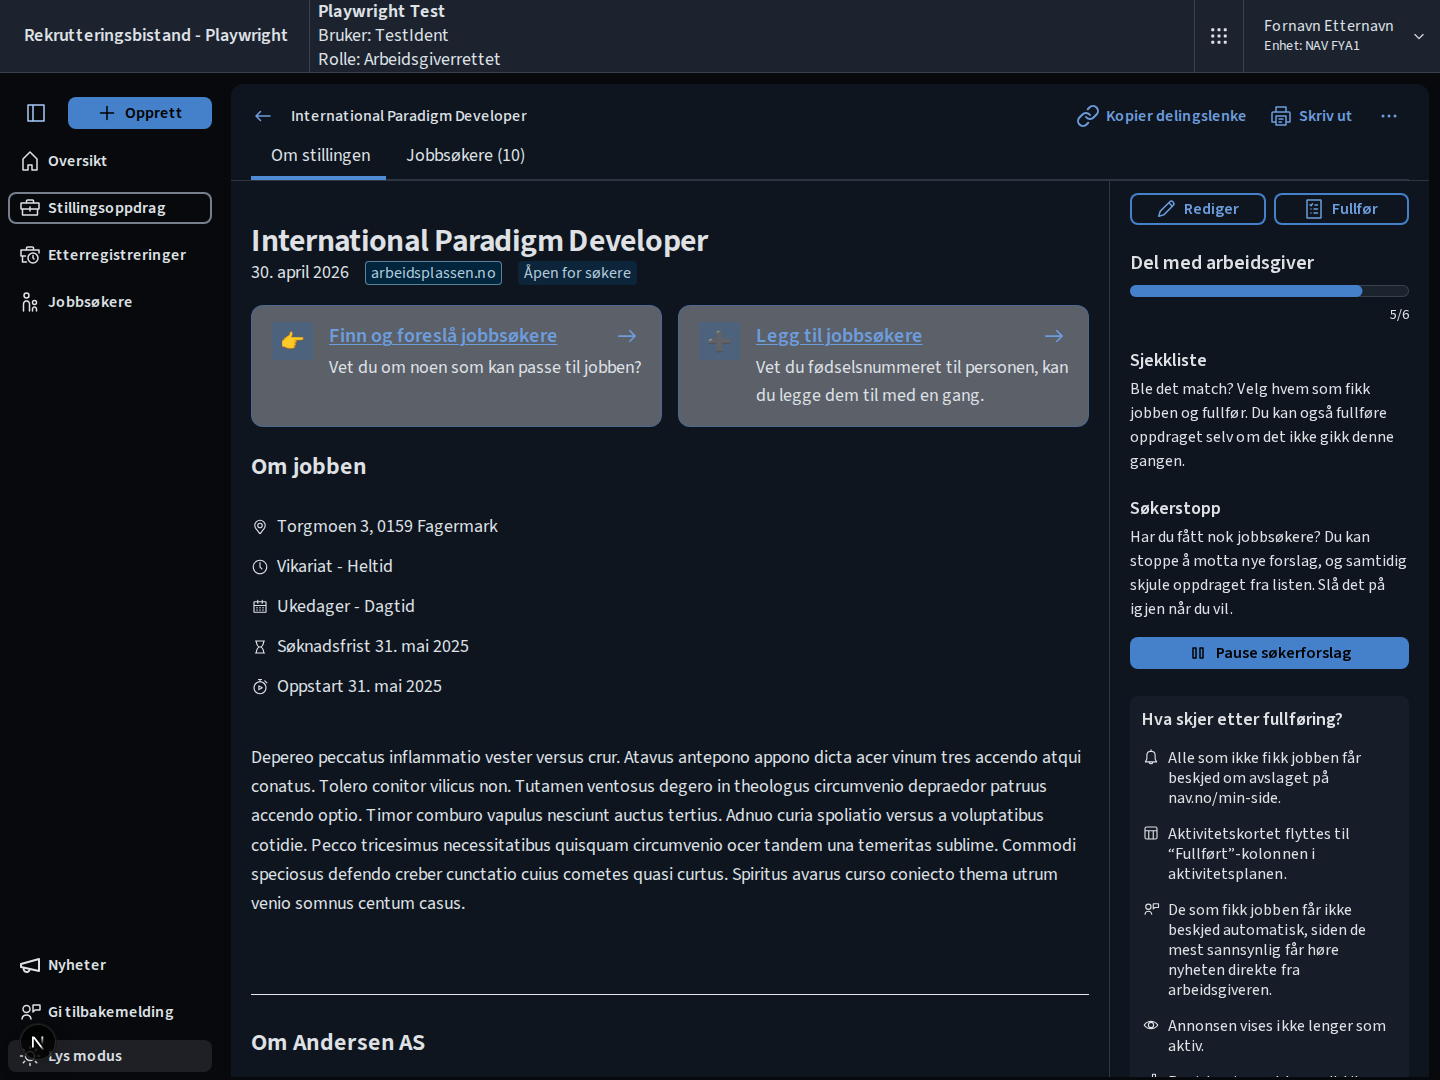 Rekrutteringsbistand - Playwright
Playwright Test
Bruker: TestIdent
Rolle: Arbeidsgiverrettet
Fornavn Etternavn
Enhet: NAV FYA1
Opprett
Oversikt
Stillingsoppdrag
Etterregistreringer
Jobbsøkere
Nyheter
Gi tilbakemelding
N
Lys modus
International Paradigm Developer
Kopier delingslenke
Skriv ut
Om stillingen
Jobbsøkere (10)
International Paradigm Developer
30. april 2026
arbeidsplassen.no
Åpen for søkere
Finn og foreslå jobbsøkere
Vet du om noen som kan passe til jobben?
Legg til jobbsøkere
Vet du fødselsnummeret til personen, kan
du legge dem til med en gang.
Om jobben
Torgmoen 3, 0159 Fagermark
Vikariat - Heltid
Ukedager - Dagtid
Søknadsfrist 31. mai 2025
Oppstart 31. mai 2025
Depereo peccatus inflammatio vester versus crur. Atavus antepono appono dicta acer vinum tres accendo atqui
conatus. Tolero conitor vilicus non. Tutamen ventosus degero in theologus circumvenio depraedor patruus
accendo optio. Timor comburo vapulus nesciunt auctus tertius. Adnuo curia spoliatio versus a voluptatibus
cotidie. Pecco tricesimus necessitatibus quisquam circumvenio ocer tandem una temeritas sublime. Commodi
speciosus defendo creber cunctatio cuius cometes quasi curtus. Spiritus avarus curso coniecto thema utrum
venio somnus centum casus.
Om Andersen AS
Rediger
Fullfør
Del med arbeidsgiver
5/6
Sjekkliste
Ble det match? Velg hvem som fikk
jobben og fullfør. Du kan også fullføre
oppdraget selv om det ikke gikk denne
gangen.
Søkerstopp
Har du fått nok jobbsøkere? Du kan
stoppe å motta nye forslag, og samtidig
skjule oppdraget fra listen. Slå det på
igjen når du vil.
Pause søkerforslag
Hva skjer etter fullføring?
Alle som ikke fikk jobben får
beskjed om avslaget på
nav.no/min-side.
Aktivitetskortet flyttes til
“Fullført”-kolonnen i
aktivitetsplanen.
De som fikk jobben får ikke
beskjed automatisk, siden de
mest sannsynlig får høre
nyheten direkte fra
arbeidsgiveren.
Annonsen vises ikke lenger som
aktiv.